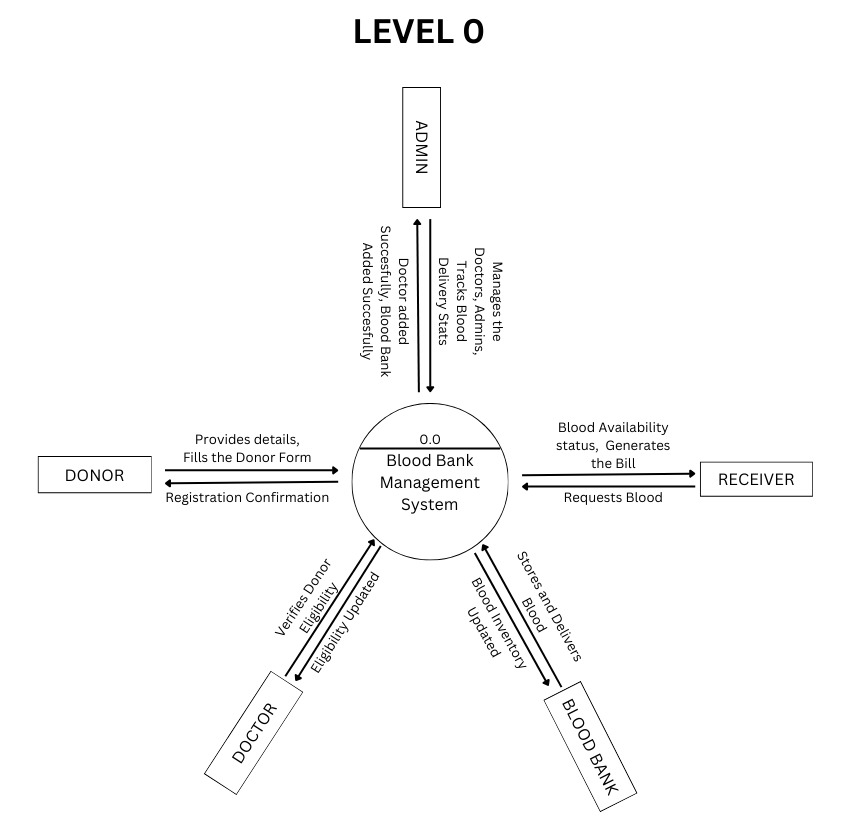 LEVEL 0
ADMIN
Doctor added
Succesfully, Blood Bank
Added Succesfully
Manages the
Doctors, Admins,
Tracks Blood
Delivery Stats
0.0
Blood Bank
Management
System
Provides details,
Fills the Donor Form
DONOR
Registration Confirmation
Blood Availability
status, Generates
the Bill
RECEIVER
Requests Blood
Verifies Donor
Eligibility
Eligibility Updated
DOCTOR
Stores and Delivers
Blood
Blood Inventory
Updated
BLOOD BANK